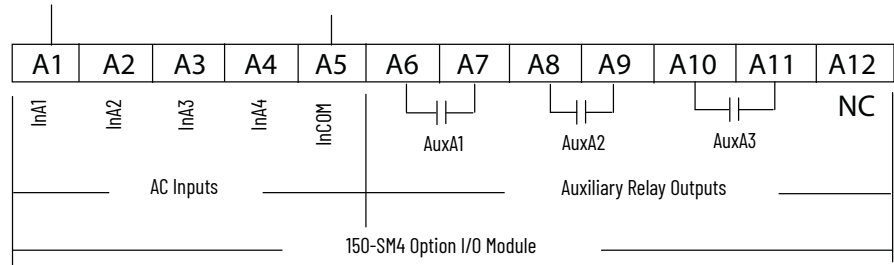 A1 A2 A3 A4 A5 A6 A7 A8 A9 A10 A11 A12
InA1 InA2 InA3 InA4 InCOM NC
AuxA1 AuxA2 AuxA3
AC Inputs Auxiliary Relay Outputs
150-SM4 Option I/O Module